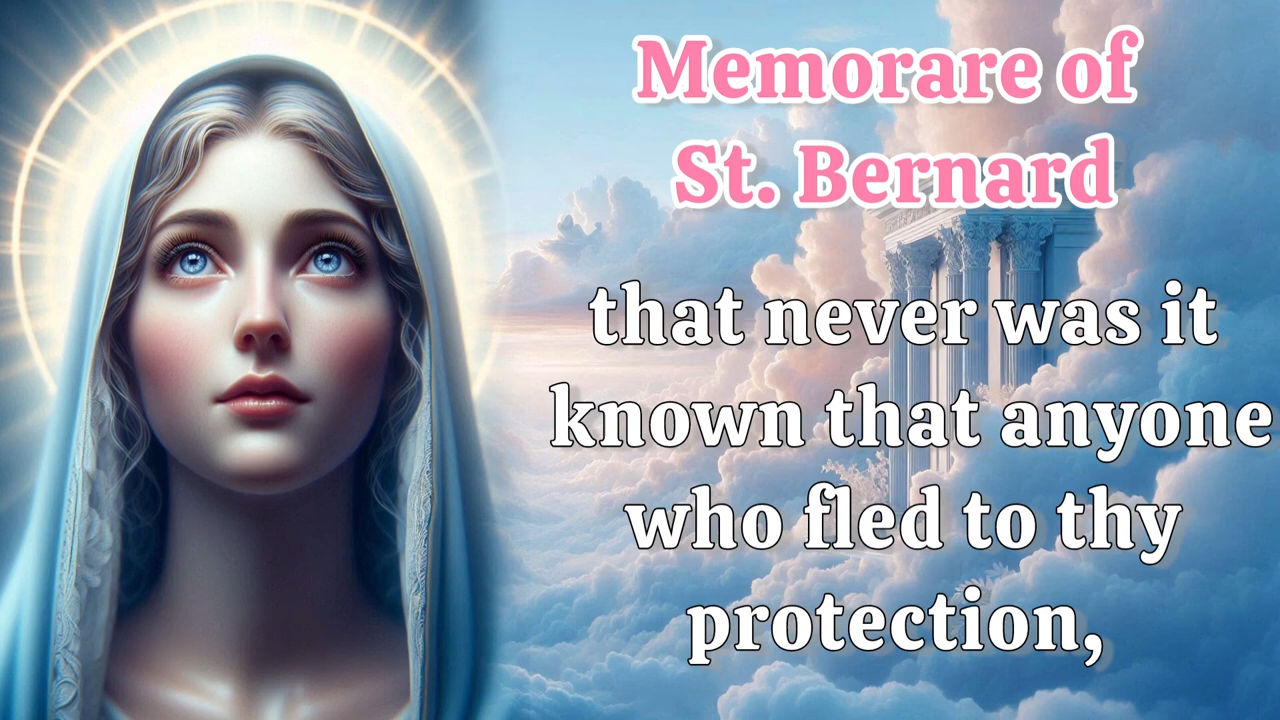 Memorare of
St. Bernard
that never was it
known that anyone
who fled to thy
protection,